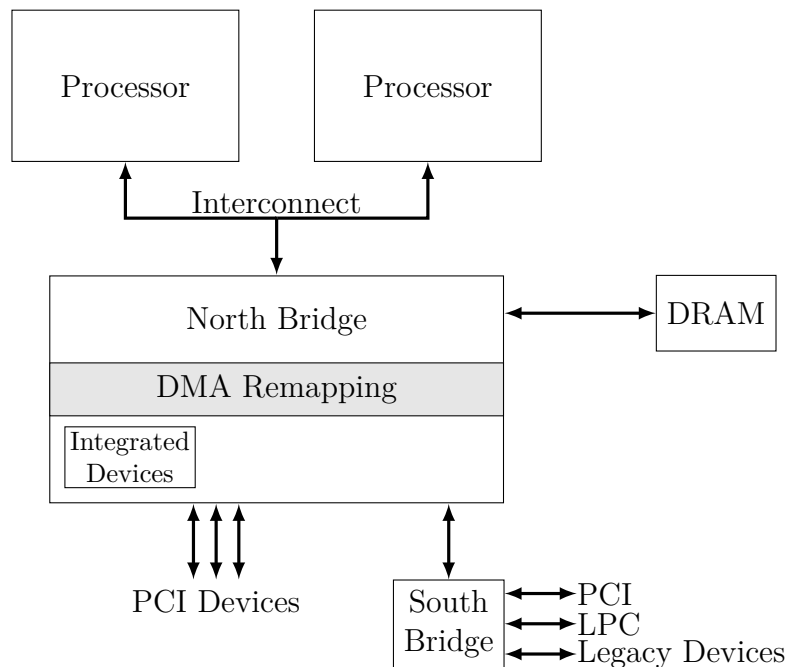 Processor
Processor
Interconnect
North Bridge
DRAM
DMA Remapping
Integrated
Devices
PCI Devices
South
Bridge
PCI
LPC
Legacy Devices